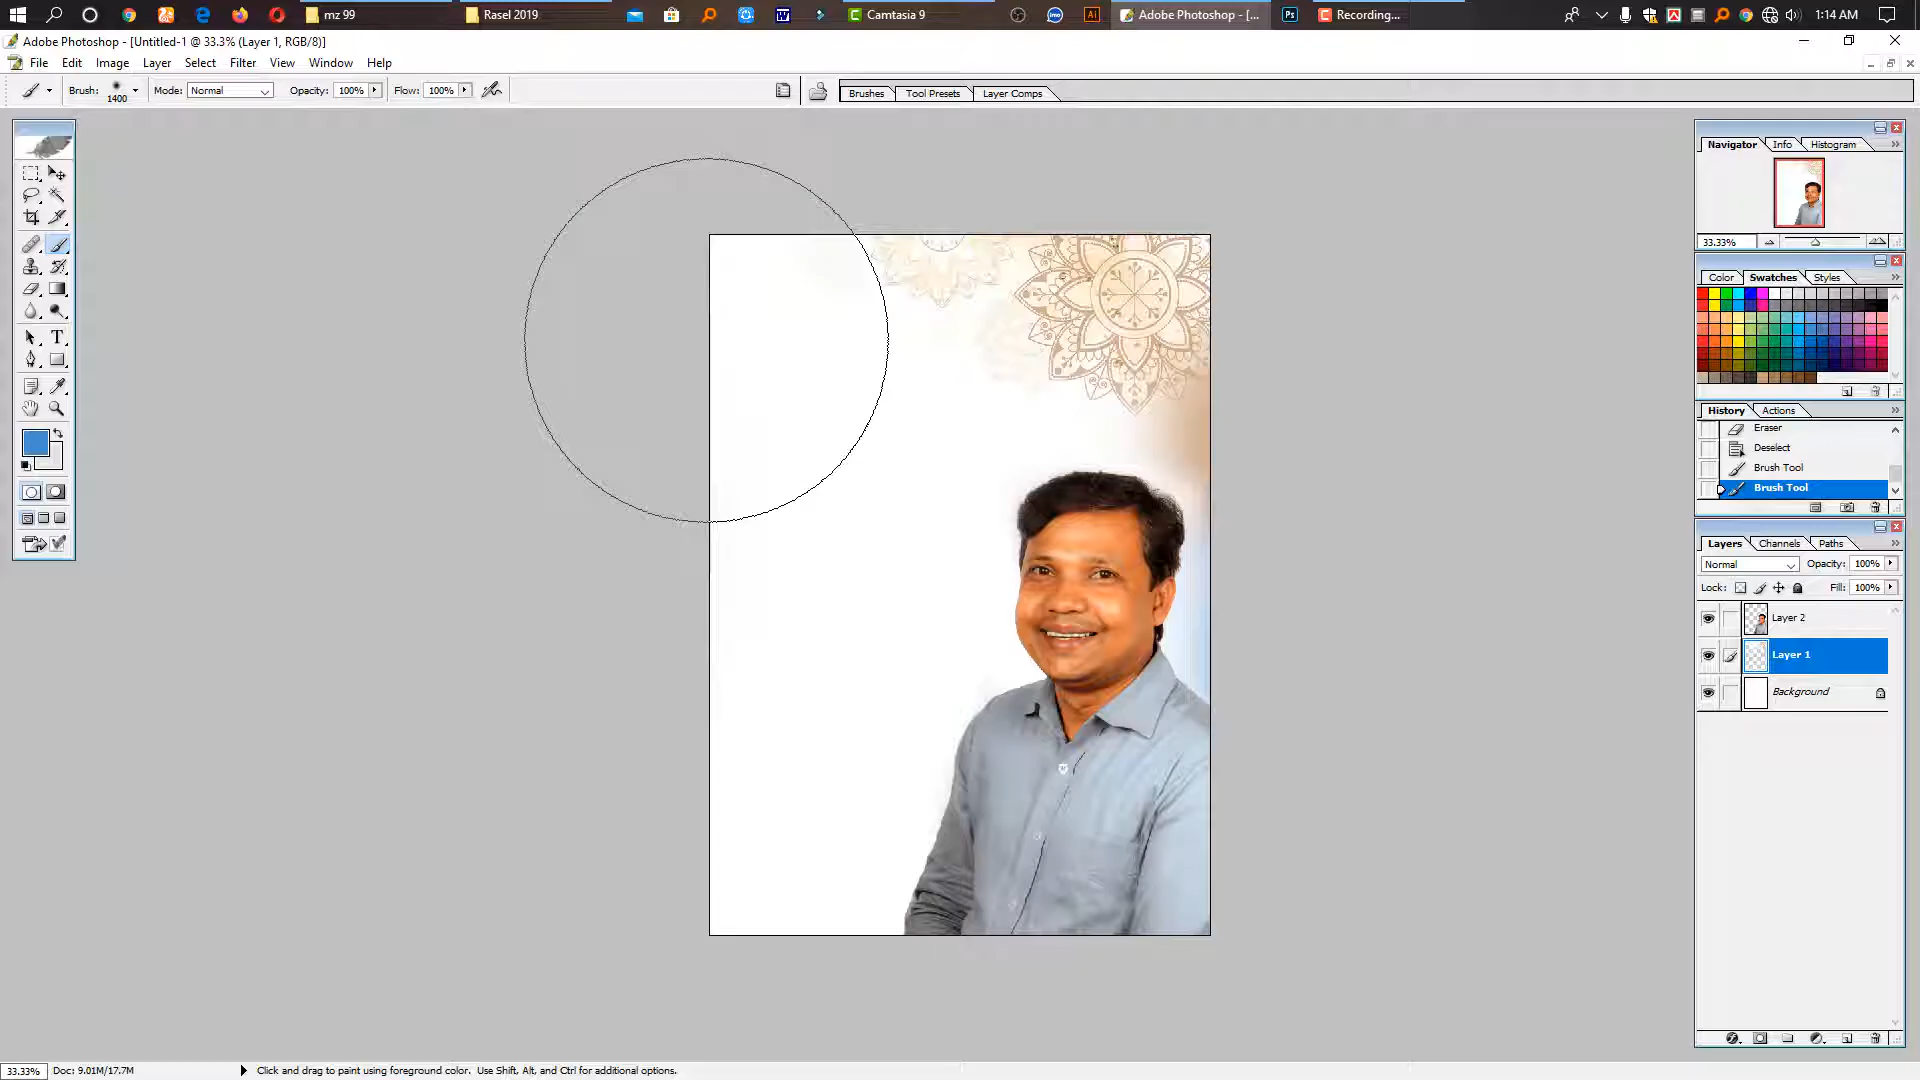 mz 99
Rasel 2019
Camtasia 9
Adobe Photoshop - [...
Recording...
1:14 AM
Adobe Photoshop - [Untitled-1 @ 33.3% (Layer 1, RGB/8)]
File Edit Image Layer Select Filter View Window Help
Brush: 1400 Mode: Normal Opacity: 100% Flow: 100% Brushes Tool Presets Layer Comps
Navigator Info Histogram
33.33%
Color Swatches Styles
History Actions
Eraser
Deselect
Brush Tool
Brush Tool
Layers Channels Paths
Normal Opacity: 100%
Lock: Fill: 100%
Layer 2
Layer 1
Background
33.33% Doc: 9.01M/17.7M Click and drag to paint using foreground color. Use Shift, Alt, and Ctrl for additional options.